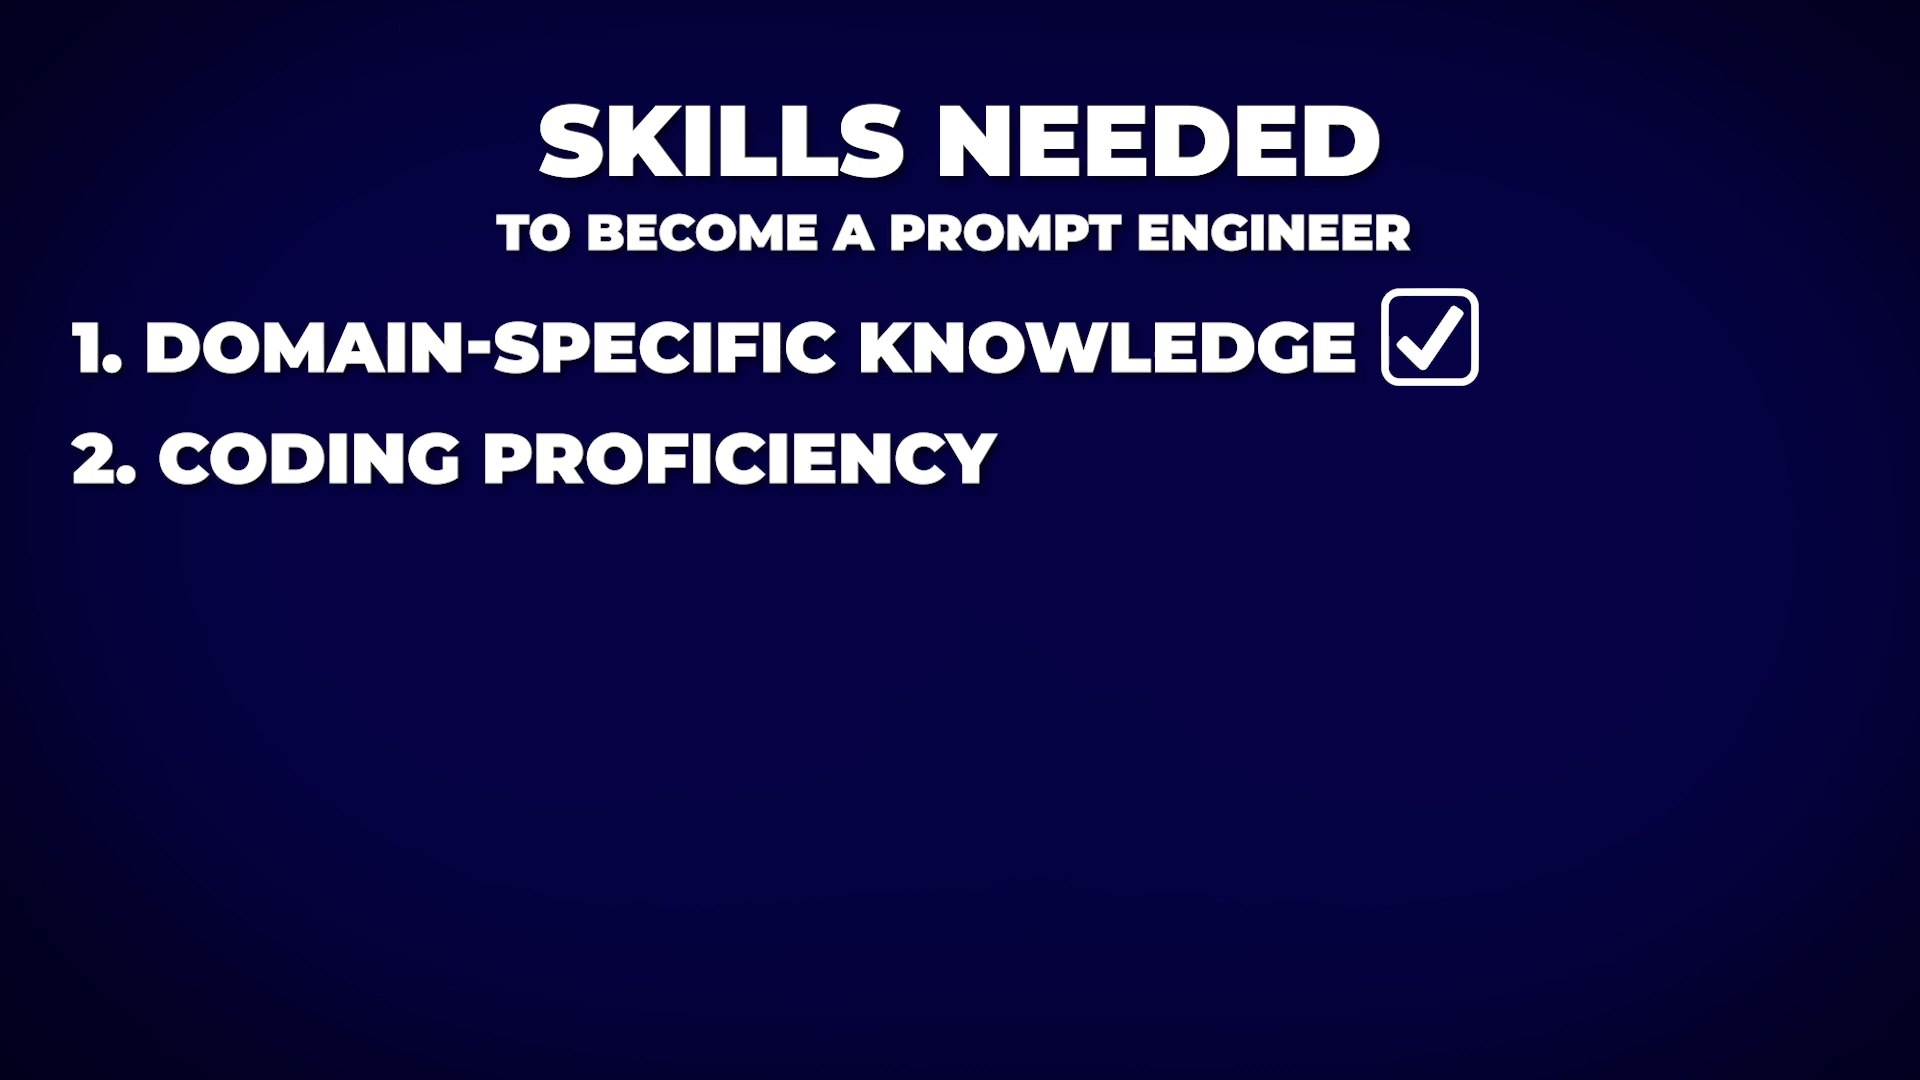 SKILLS NEEDED
TO BECOME A PROMPT ENGINEER
1. DOMAIN-SPECIFIC KNOWLEDGE
2. CODING PROFICIENCY